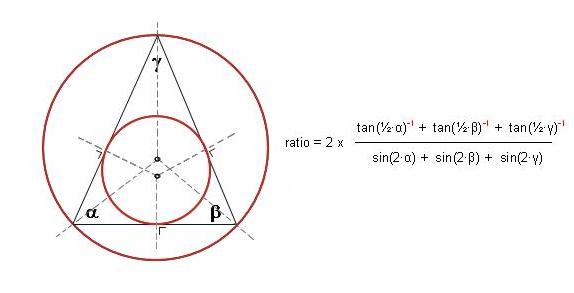 γ
α β
ratio = 2 x tan(½·α)⁻¹ + tan(½·β)⁻¹ + tan(½·γ)⁻¹
sin(2·α) + sin(2·β) + sin(2·γ)